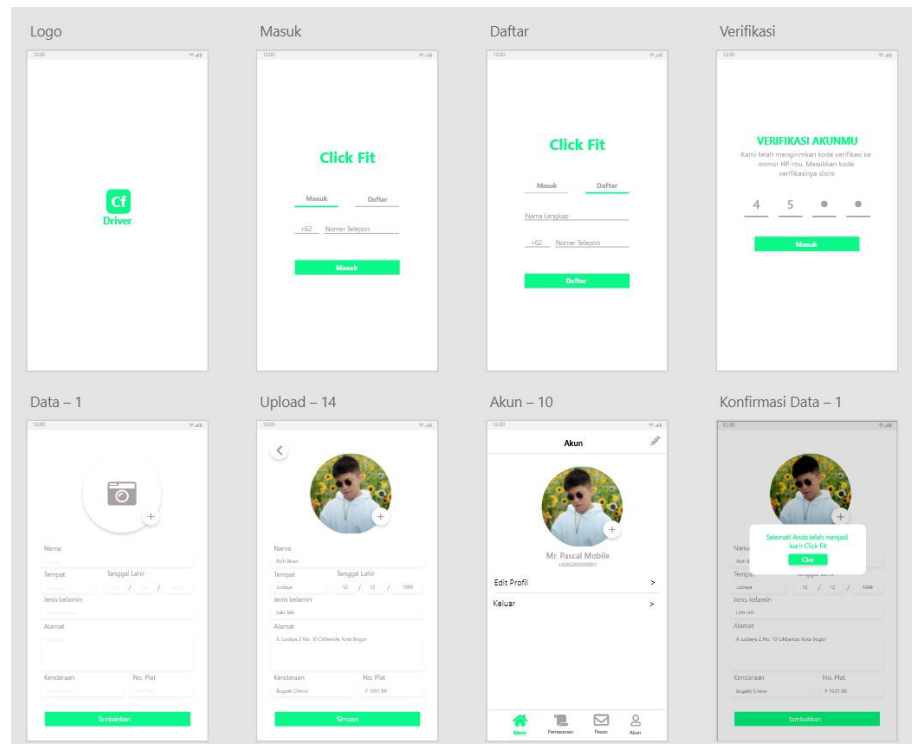 Logo
12.00
Cf
Driver
Masuk
12.00
Click Fit
Masuk Daftar
+62 Nomer Telepon
Masuk
Daftar
12.00
Click Fit
Masuk Daftar
Nama Lengkap
+62 Nomer Telepon
Daftar
Verifikasi
12.00
VERIFIKASI AKUNMU
Kami telah mengirimkan kode verifikasi ke
nomor HP-mu. Masukkan kode
verifikasinya disini
4 5
Masuk
Data – 1
12.00
Nama
Tempat Tanggal Lahir
/ /
Jenis kelamin
Alamat
Kendaraan No. Plat
Tambahkan
Upload – 14
12.00
Nama
Rich Brian
Tempat Tanggal Lahir
Lodaya 12 / 12 / 1999
Jenis kelamin
Laki-laki
Alamat
Jl. Lodaya 2 No. 10 Cilibende, Kota Bogor
Kendaraan No. Plat
Bugatti Chiron F 1001 BR
Simpan
Akun – 10
12.00
Akun
Mr. Pascal Mobile
Edit Profil >
Keluar >
Menu Pemesanan Pesan Akun
Konfirmasi Data – 1
12.00
Selamat! Anda telah menjadi
kurir Click Fit
Oke
Nama
Tempat Tanggal Lahir
Lodaya 12 / 12 / 1999
Jenis kelamin
Laki-laki
Alamat
Jl. Lodaya 2 No. 10 Cilibende, Kota Bogor
Kendaraan No. Plat
Bugatti Chiron F 1001 BR
Tambahkan